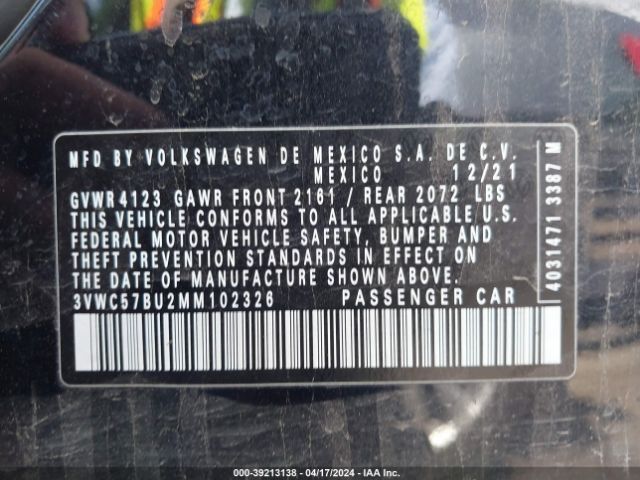 MFD BY VOLKSWAGEN DE MEXICO S.A. DE C.V.
MEXICO 12/21
GVWR 4123 GAWR FRONT 2161 / REAR 2072 LBS
THIS VEHICLE CONFORMS TO ALL APPLICABLE U.S.
FEDERAL MOTOR VEHICLE SAFETY, BUMPER AND
THEFT PREVENTION STANDARDS IN EFFECT ON
THE DATE OF MANUFACTURE SHOWN ABOVE.
3VWC57BU2MM102326 PASSENGER CAR
4031471 3387 M
000-39213138 - 04/17/2024 - IAA Inc.